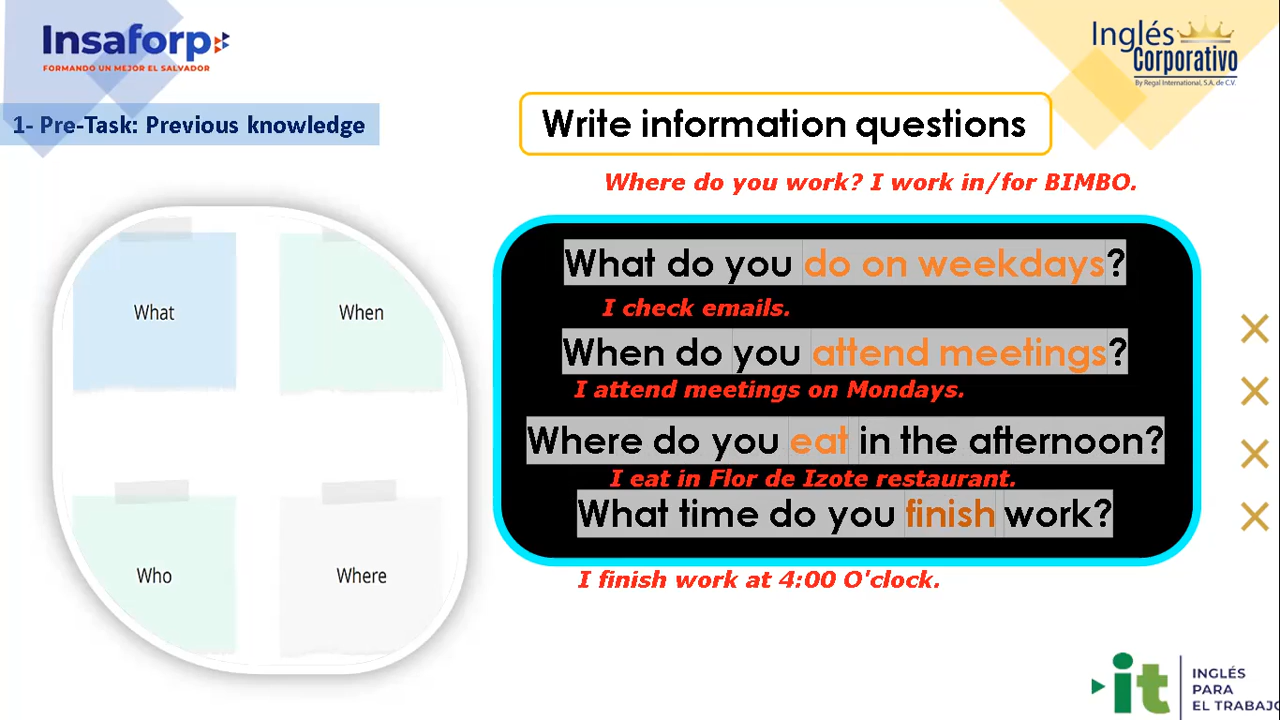 Insaforp
FORMANDO UN MEJOR EL SALVADOR
Inglés
Corporativo
By Regal International, S.A. de C.V.
1- Pre-Task: Previous knowledge
Write information questions
Where do you work? I work in/for BIMBO.
What
When
Who
Where
What do you do on weekdays?
I check emails.
When do you attend meetings?
I attend meetings on Mondays.
Where do you eat in the afternoon?
I eat in Flor de Izote restaurant.
What time do you finish work?
I finish work at 4:00 O'clock.
it
INGLÉS
PARA
EL TRABAJO